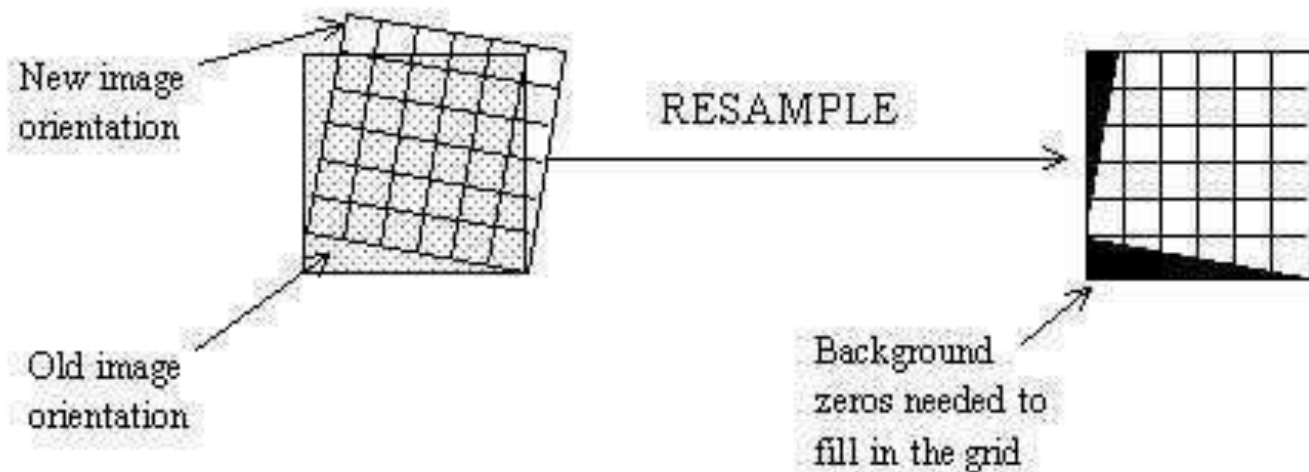 New image
orientation
RESAMPLE
Old image
orientation
Background
zeros needed to
fill in the grid